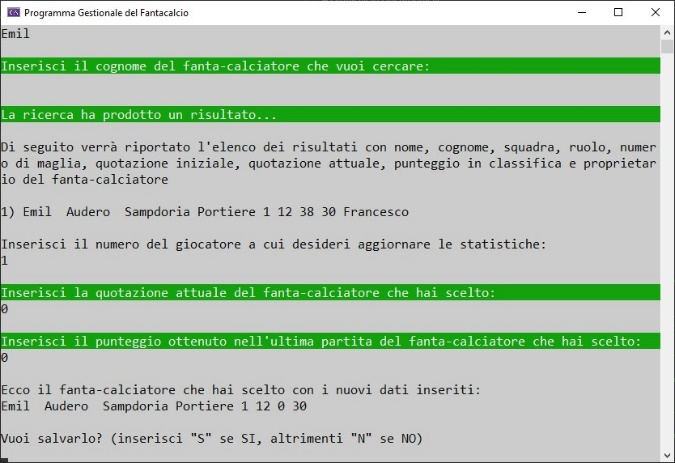 Programma Gestionale del Fantacalcio
Emil
Inserisci il cognome del fanta-calciatore che vuoi cercare:
La ricerca ha prodotto un risultato...
Di seguito verrà riportato l'elenco dei risultati con nome, cognome, squadra, ruolo, numer
o di maglia, quotazione iniziale, quotazione attuale, punteggio in classifica e proprietar
io del fanta-calciatore
1) Emil  Audero  Sampdoria Portiere 1 12 38 30 Francesco
Inserisci il numero del giocatore a cui desideri aggiornare le statistiche:
1
Inserisci la quotazione attuale del fanta-calciatore che hai scelto:
0
Inserisci il punteggio ottenuto nell'ultima partita del fanta-calciatore che hai scelto:
0
Ecco il fanta-calciatore che hai scelto con i nuovi dati inseriti:
Emil  Audero  Sampdoria Portiere 1 12 0 30
Vuoi salvarlo? (inserisci "S" se SI, altrimenti "N" se NO)